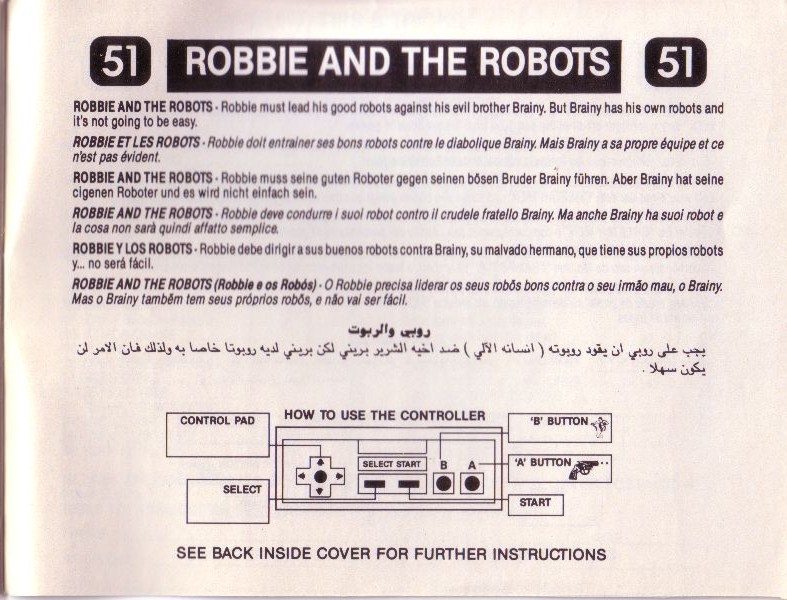 51 ROBBIE AND THE ROBOTS 51
ROBBIE AND THE ROBOTS - Robbie must lead his good robots against his evil brother Brainy. But Brainy has his own robots and
it's not going to be easy.
ROBBIE ET LES ROBOTS - Robbie doit entrainer ses bons robots contre le diabolique Brainy. Mais Brainy a sa propre équipe et ce
n'est pas évident.
ROBBIE AND THE ROBOTS - Robbie muss seine guten Roboter gegen seinen bösen Bruder Brainy führen. Aber Brainy hat seine
cigenen Roboter und es wird nicht einfach sein.
ROBBIE AND THE ROBOTS - Robbie deve condurre i suoi robot contro il crudele fratello Brainy. Ma anche Brainy ha suoi robot e
la cosa non sarà quindi affatto semplice.
ROBBIE Y LOS ROBOTS - Robbie debe dirigir a sus buenos robots contra Brainy, su malvado hermano, que tiene sus propios robots
y... no será fácil.
ROBBIE AND THE ROBOTS (Robbie e os Robós) - O Robbie precisa liderar os seus robôs bons contra o seu irmão mau, o Brainy.
Mas o Brainy também tem seus próprios robôs, e não vai ser fácil.
روبي والربوت
يجب على روبي ان يقود روبوته ( انسانه الآلي ) ضد اخيه الشرير بريني لكن بريني لديه روبوتا خاصا به ولذلك فان الامر لن
يكون سهلا .
HOW TO USE THE CONTROLLER
CONTROL PAD
'B' BUTTON
SELECT START B A
'A' BUTTON
SELECT
START
SEE BACK INSIDE COVER FOR FURTHER INSTRUCTIONS